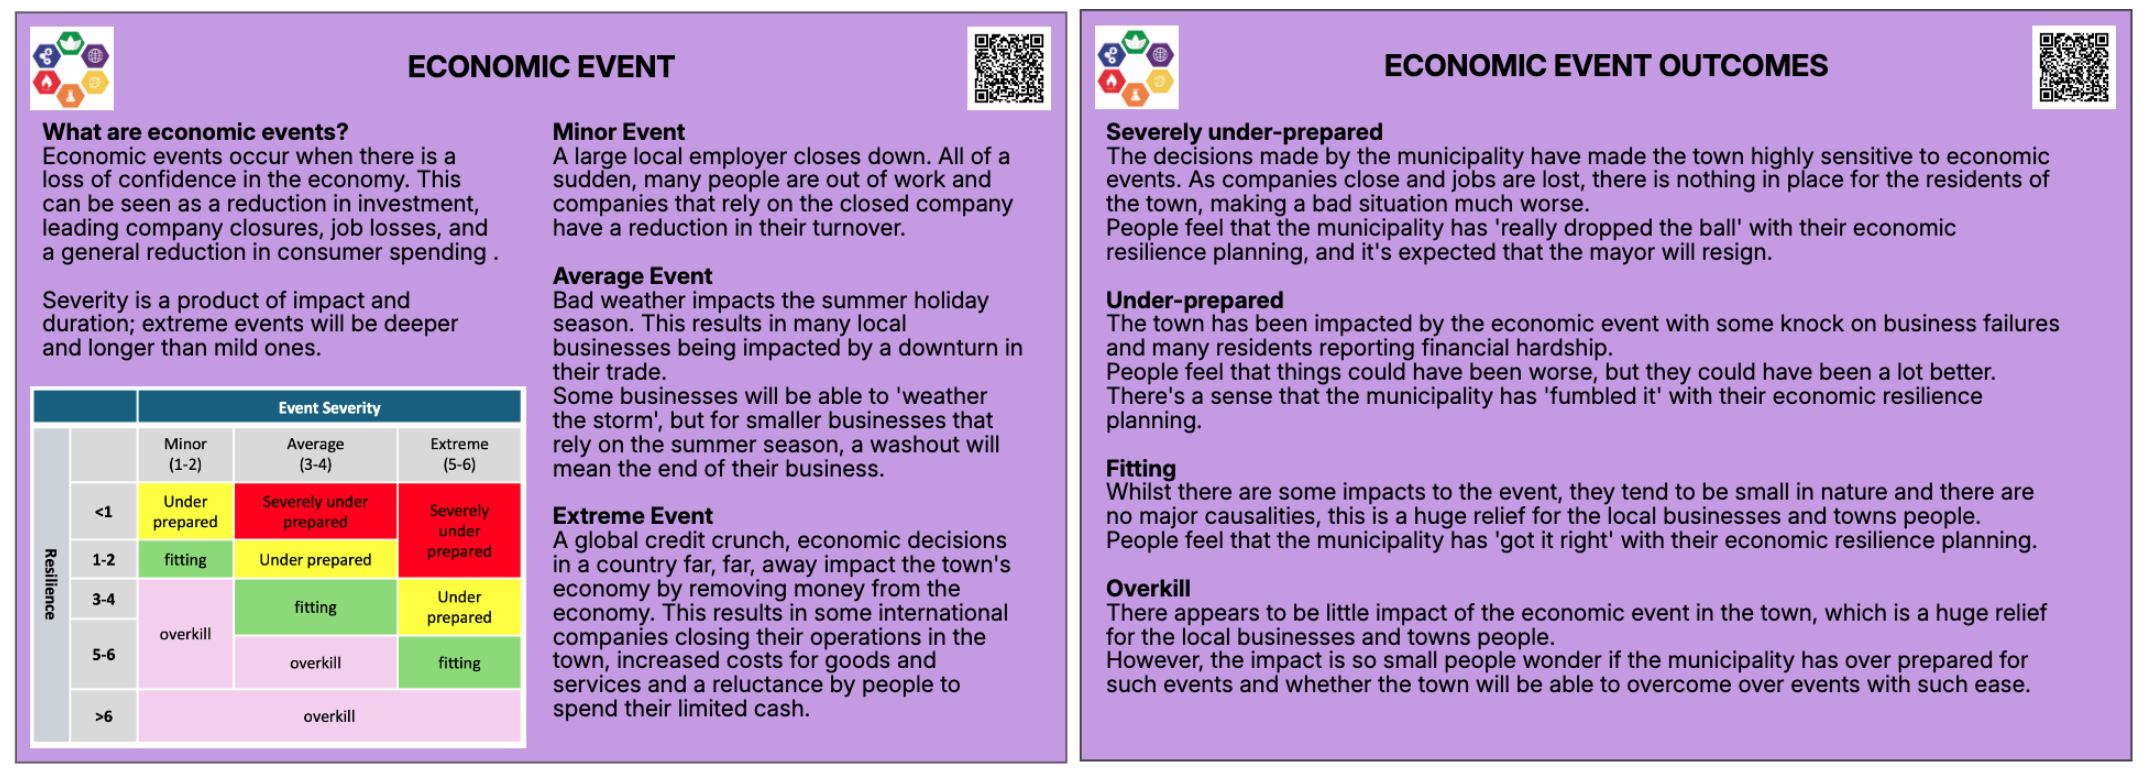 ECONOMIC EVENT
What are economic events?
Economic events occur when there is a
loss of confidence in the economy. This
can be seen as a reduction in investment,
leading company closures, job losses, and
a general reduction in consumer spending .
Severity is a product of impact and
duration; extreme events will be deeper
and longer than mild ones.
Event Severity
Minor
(1-2)
Average
(3-4)
Extreme
(5-6)
Resilience
<1
Under
prepared
Severely under
prepared
Severely
under
prepared
1-2
fitting
Under prepared
3-4
overkill
fitting
Under
prepared
5-6
overkill
fitting
>6
overkill
Minor Event
A large local employer closes down. All of a
sudden, many people are out of work and
companies that rely on the closed company
have a reduction in their turnover.
Average Event
Bad weather impacts the summer holiday
season. This results in many local
businesses being impacted by a downturn in
their trade.
Some businesses will be able to 'weather
the storm', but for smaller businesses that
rely on the summer season, a washout will
mean the end of their business.
Extreme Event
A global credit crunch, economic decisions
in a country far, far, away impact the town's
economy by removing money from the
economy. This results in some international
companies closing their operations in the
town, increased costs for goods and
services and a reluctance by people to
spend their limited cash.
ECONOMIC EVENT OUTCOMES
Severely under-prepared
The decisions made by the municipality have made the town highly sensitive to economic
events. As companies close and jobs are lost, there is nothing in place for the residents of
the town, making a bad situation much worse.
People feel that the municipality has 'really dropped the ball' with their economic
resilience planning, and it's expected that the mayor will resign.
Under-prepared
The town has been impacted by the economic event with some knock on business failures
and many residents reporting financial hardship.
People feel that things could have been worse, but they could have been a lot better.
There's a sense that the municipality has 'fumbled it' with their economic resilience
planning.
Fitting
Whilst there are some impacts to the event, they tend to be small in nature and there are
no major causalities, this is a huge relief for the local businesses and towns people.
People feel that the municipality has 'got it right' with their economic resilience planning.
Overkill
There appears to be little impact of the economic event in the town, which is a huge relief
for the local businesses and towns people.
However, the impact is so small people wonder if the municipality has over prepared for
such events and whether the town will be able to overcome over events with such ease.